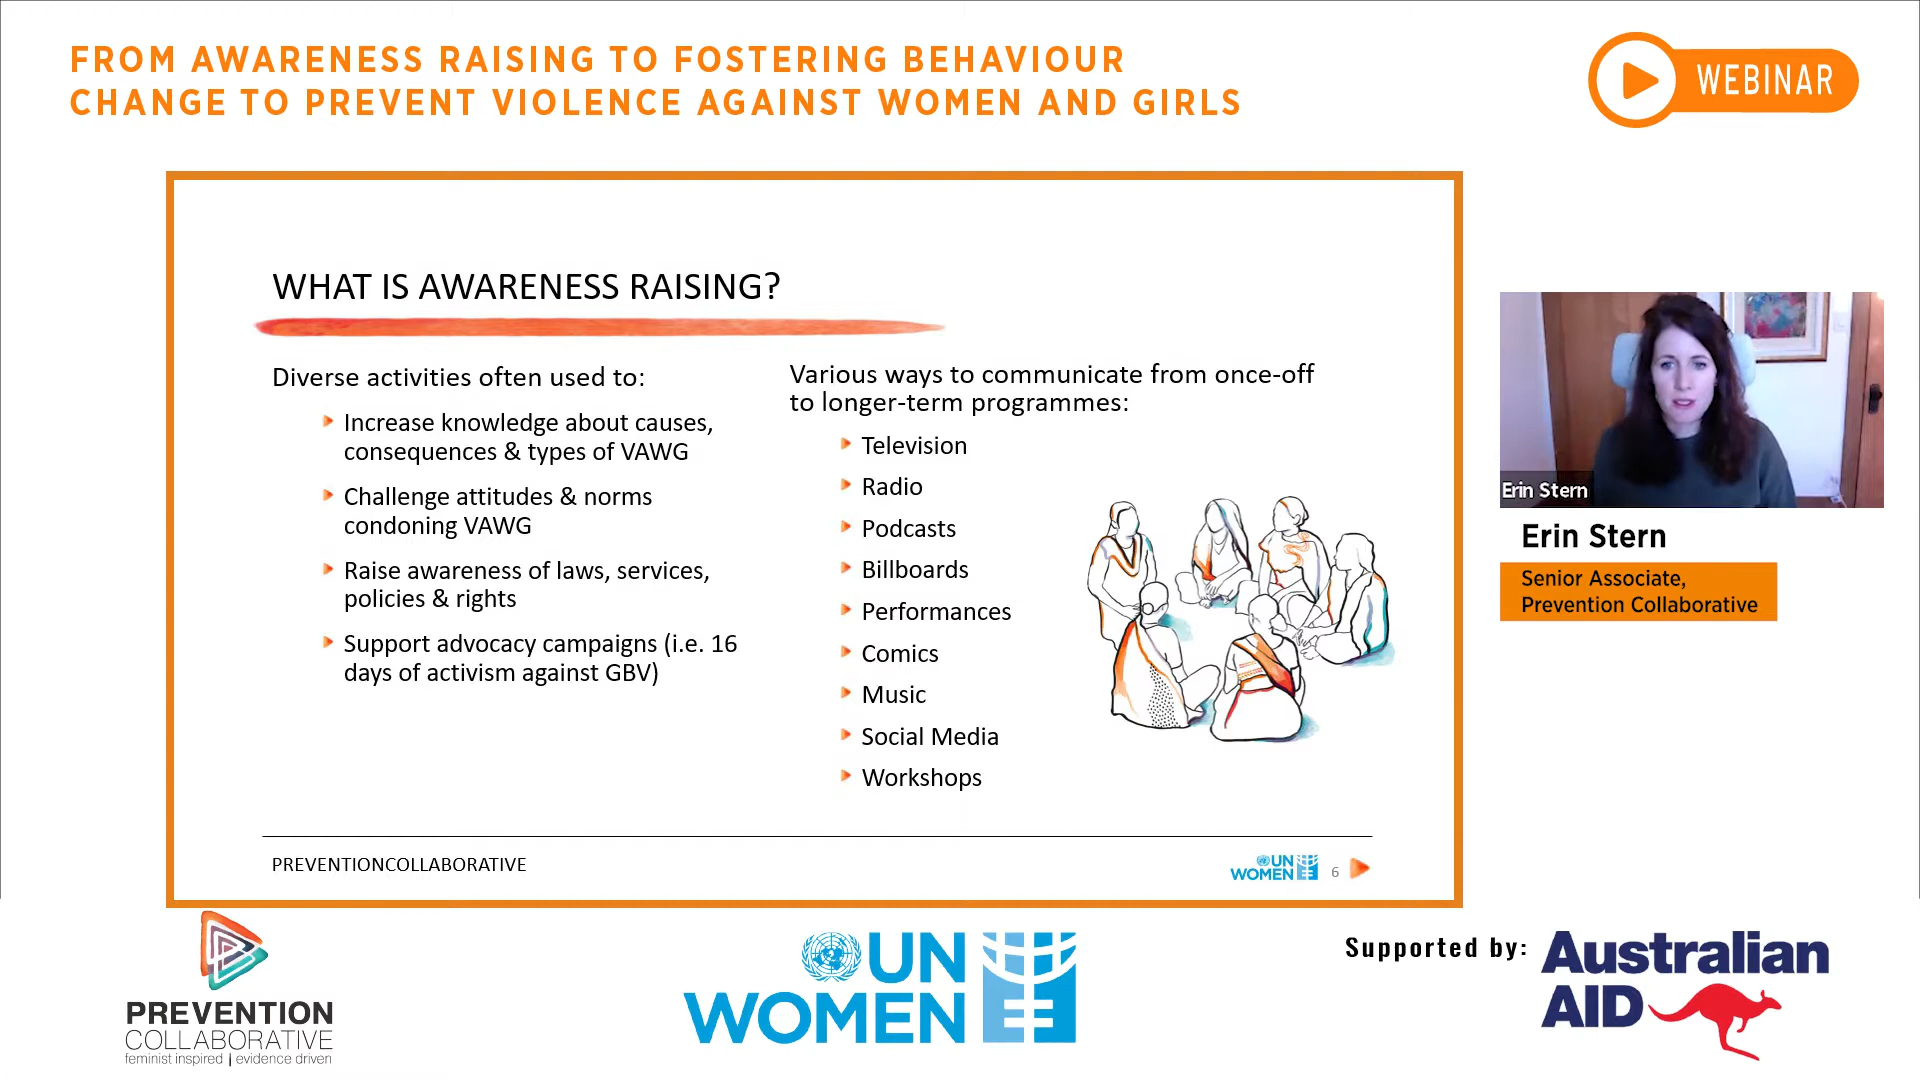 FROM AWARENESS RAISING TO FOSTERING BEHAVIOUR
CHANGE TO PREVENT VIOLENCE AGAINST WOMEN AND GIRLS
WEBINAR
WHAT IS AWARENESS RAISING?
Diverse activities often used to:
Increase knowledge about causes,
consequences & types of VAWG
Challenge attitudes & norms
condoning VAWG
Raise awareness of laws, services,
policies & rights
Support advocacy campaigns (i.e. 16
days of activism against GBV)
Various ways to communicate from once-off
to longer-term programmes:
Television
Radio
Podcasts
Billboards
Performances
Comics
Music
Social Media
Workshops
PREVENTIONCOLLABORATIVE
UN
WOMEN
6
Erin Stern
Erin Stern
Senior Associate,
Prevention Collaborative
PREVENTION
COLLABORATIVE
feminist inspired | evidence driven
UN
WOMEN
Supported by:
Australian
AID